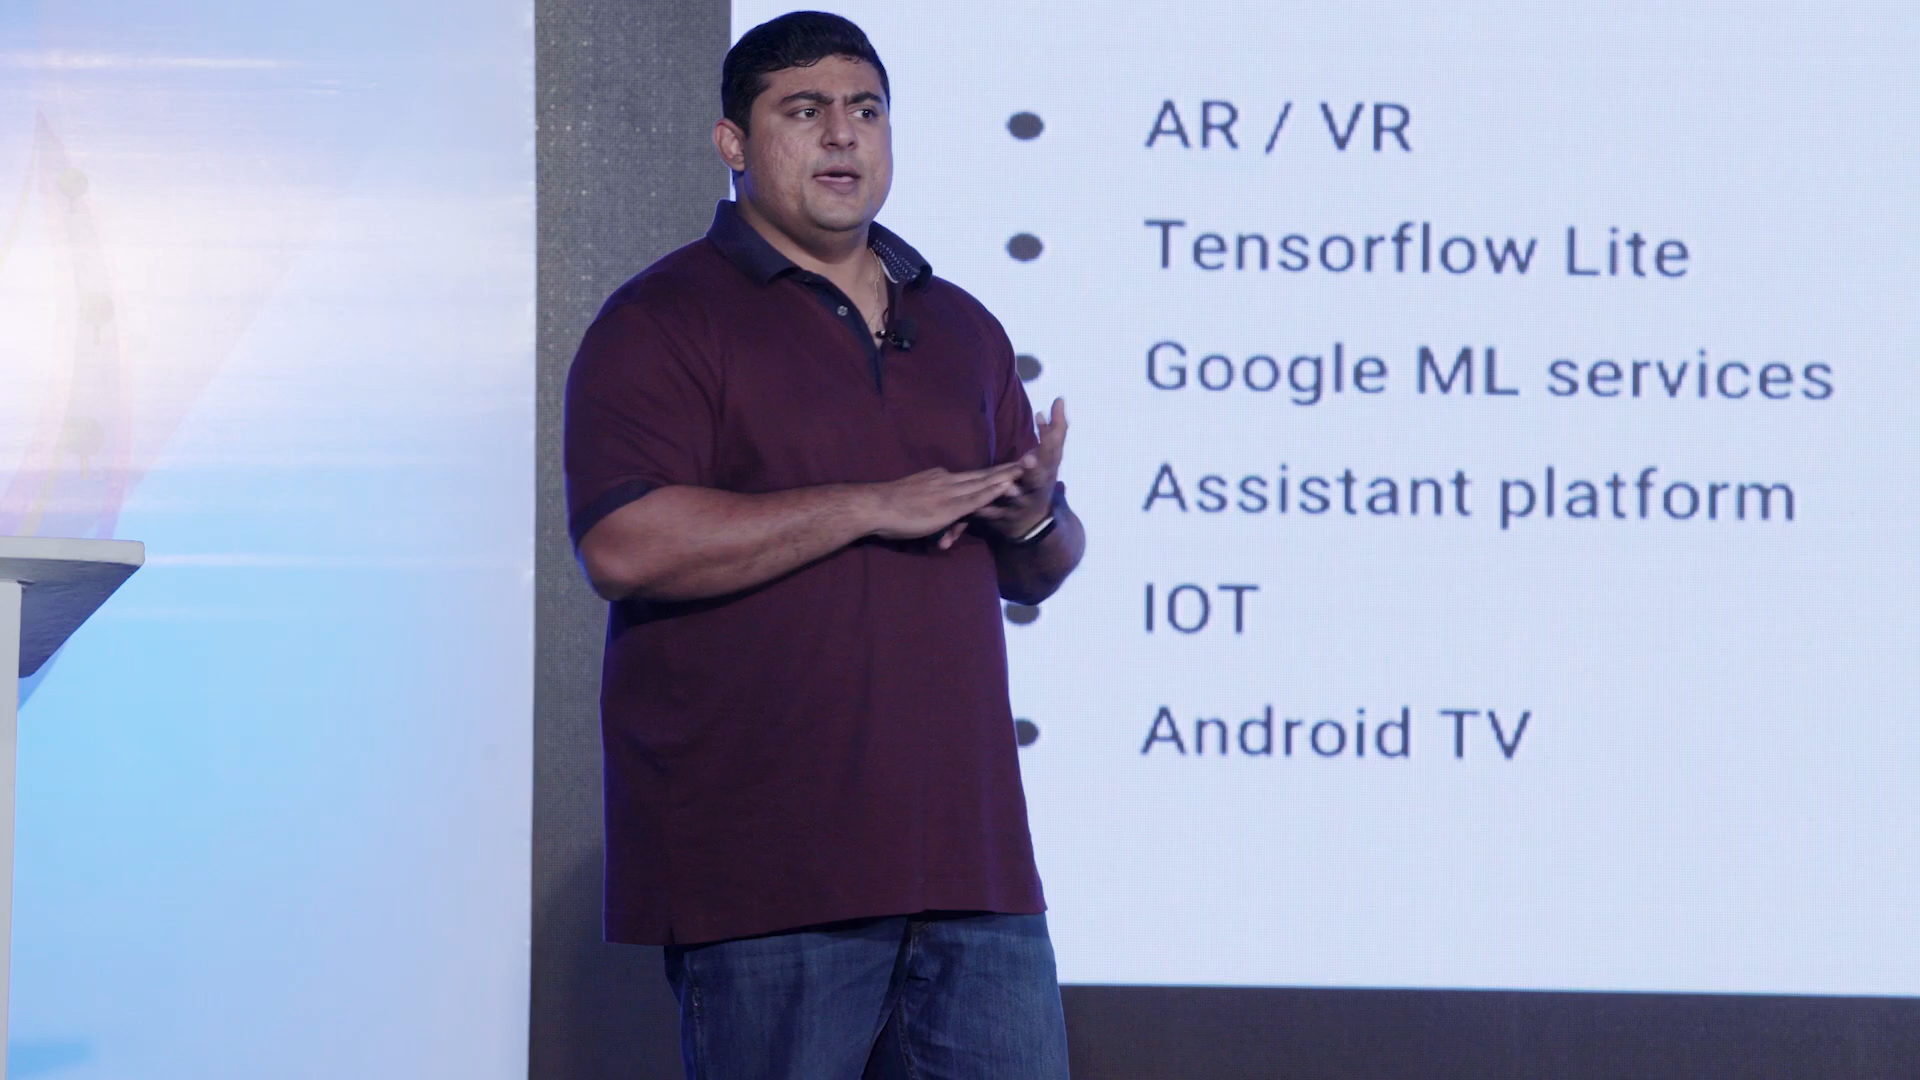 AR / VR
Tensorflow Lite
Google ML services
Assistant platform
IOT
Android TV